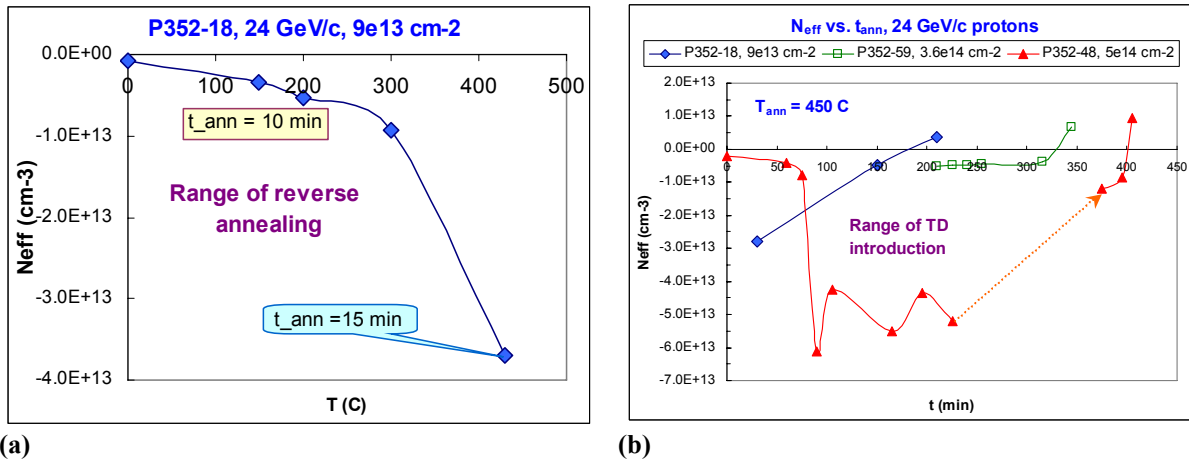 P352-18, 24 GeV/c, 9e13 cm-2
0.0E+00
0 100 200 300 400 500
t_ann = 10 min
-1.0E+13
Range of reverse
annealing
-2.0E+13
-3.0E+13
t_ann =15 min
-4.0E+13
Neff (cm-3)
T (C)
(a)
Neff vs. tann, 24 GeV/c protons
P352-18, 9e13 cm-2 P352-59, 3.6e14 cm-2 P352-48, 5e14 cm-2
2.0E+13
Tann = 450 C
1.0E+13
0.0E+00
0 50 100 150 200 250 300 350 400 450
-1.0E+13
-2.0E+13
Range of TD
introduction
-3.0E+13
-4.0E+13
-5.0E+13
-6.0E+13
-7.0E+13
Neff (cm-3)
t (min)
(b)